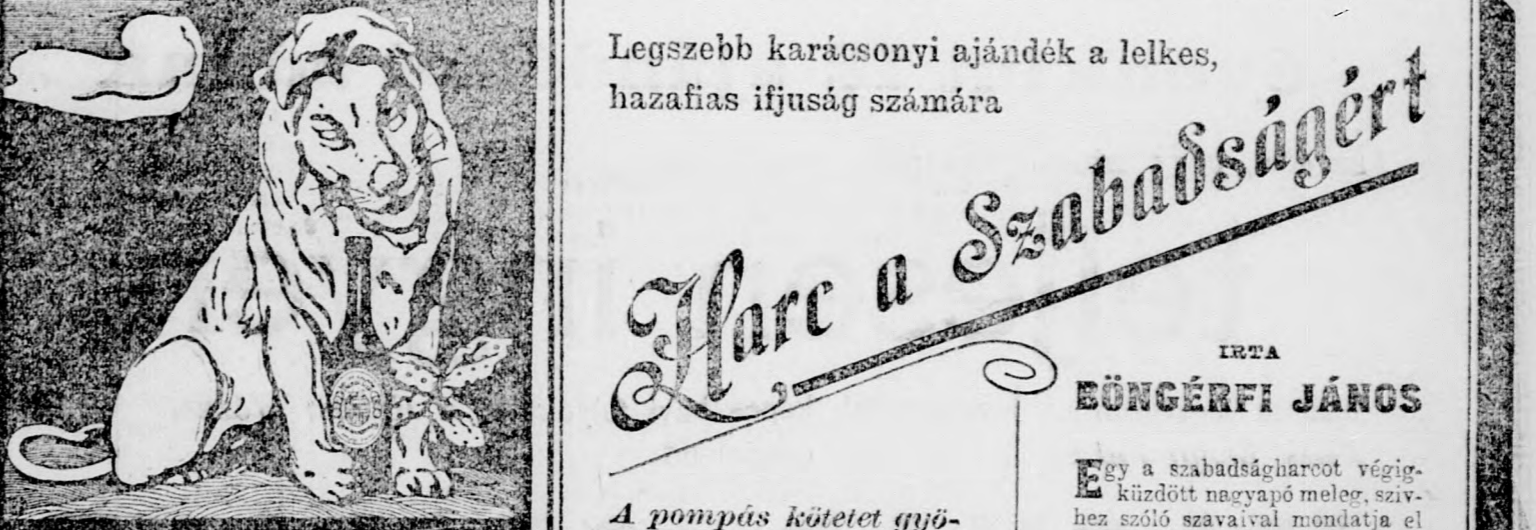 Legszebb karácsonyi ajándék a lelkes,
hazafias ifjuság számára
Harc a Szabadságért
IRTA
BÖNGÉRFI JÁNOS
Egy a szabadságharcot végig-
küzdött nagyapó meleg, sziv-
hez szóló szavaival mondatja el
A pompás kötetet gyö-